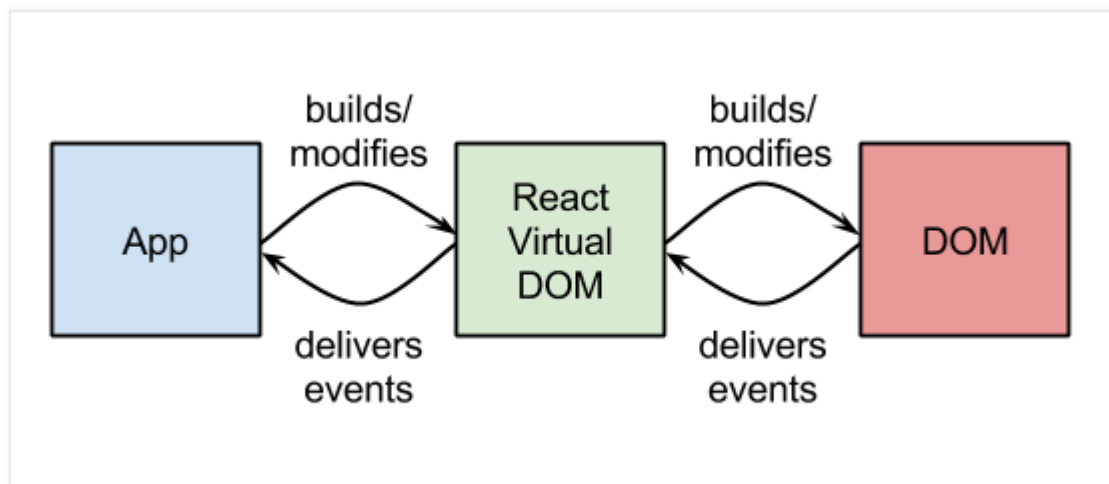 builds/
modifies
builds/
modifies
App
React
Virtual
DOM
DOM
delivers
events
delivers
events